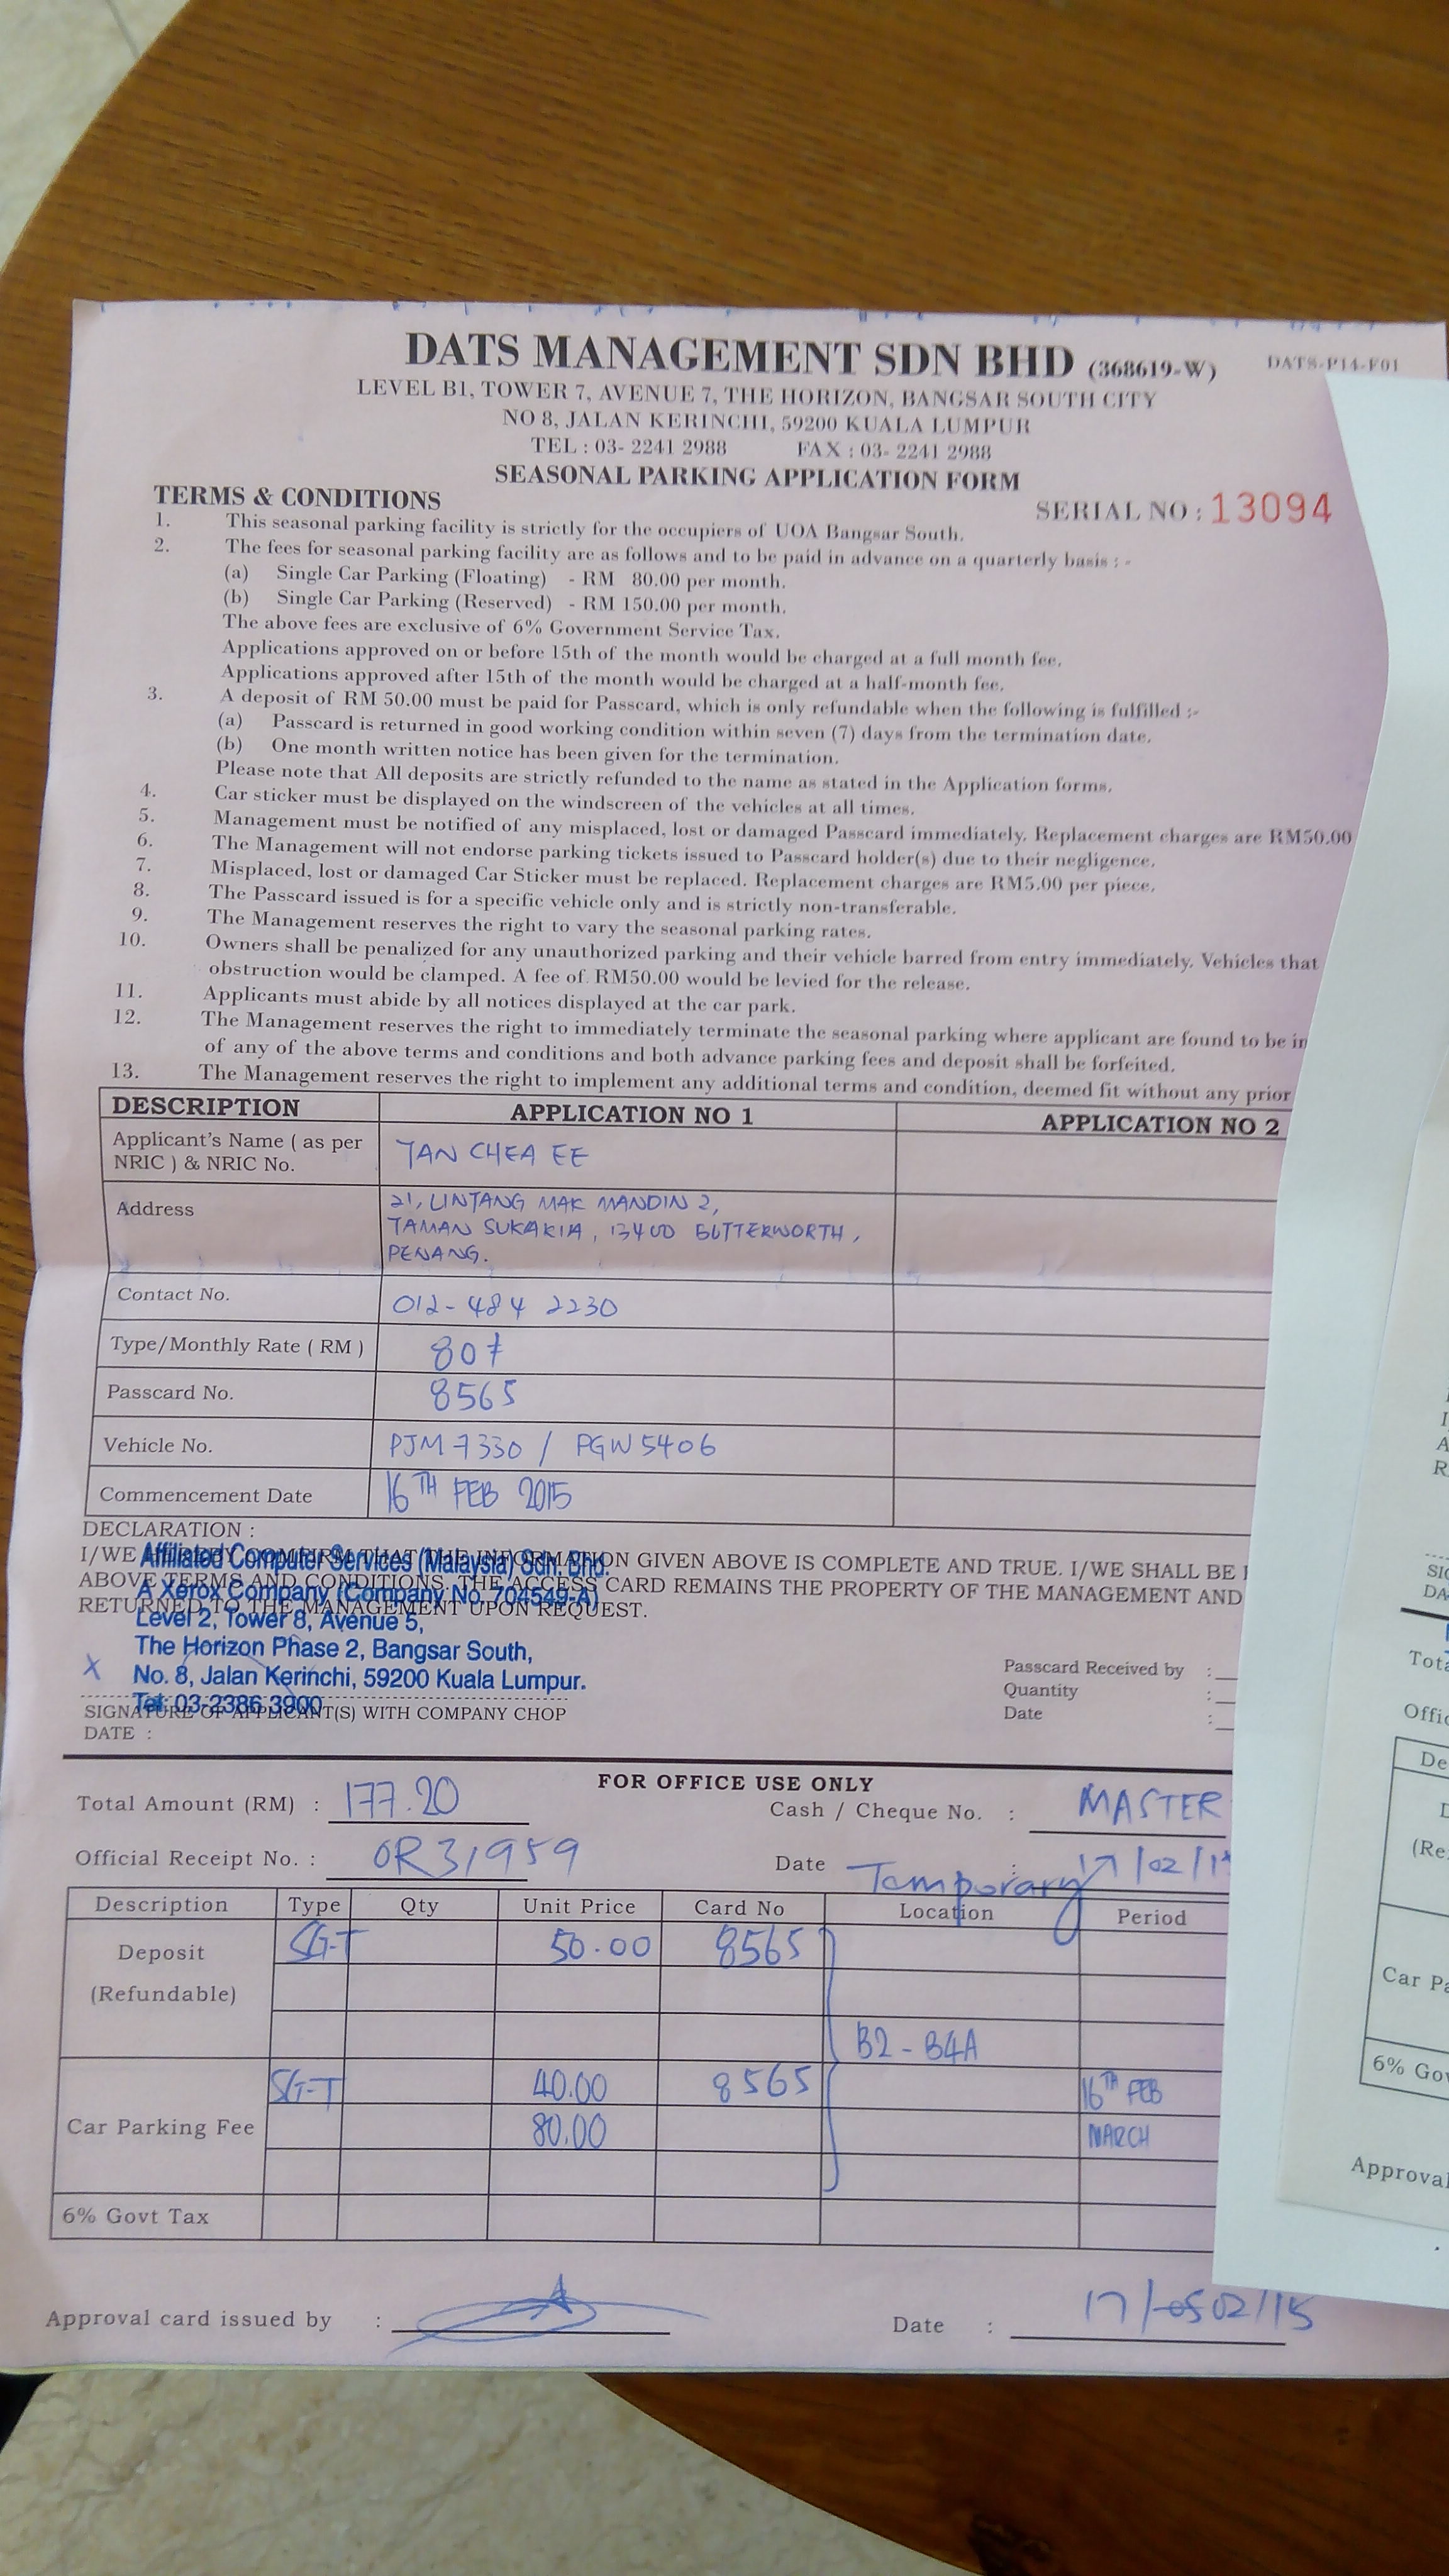 DATS MANAGEMENT SDN BHD (368619-W)
DATS-P14-F01
LEVEL B1, TOWER 7, AVENUE 7, THE HORIZON, BANGSAR SOUTH CITY
NO 8, JALAN KERINCHI, 59200 KUALA LUMPUR
TEL : 03- 2241 2988 FAX : 03- 2241 2988
SEASONAL PARKING APPLICATION FORM
TERMS & CONDITIONS
SERIAL NO : 13094
1. This seasonal parking facility is strictly for the occupiers of UOA Bangsar South.
2. The fees for seasonal parking facility are as follows and to be paid in advance on a quarterly basis : -
(a) Single Car Parking (Floating) - RM 80.00 per month.
(b) Single Car Parking (Reserved) - RM 150.00 per month.
The above fees are exclusive of 6% Government Service Tax.
Applications approved on or before 15th of the month would be charged at a full month fee.
Applications approved after 15th of the month would be charged at a half-month fee.
3. A deposit of RM 50.00 must be paid for Passcard, which is only refundable when the following is fulfilled :-
(a) Passcard is returned in good working condition within seven (7) days from the termination date.
(b) One month written notice has been given for the termination.
Please note that All deposits are strictly refunded to the name as stated in the Application forms.
4. Car sticker must be displayed on the windscreen of the vehicles at all times.
5. Management must be notified of any misplaced, lost or damaged Passcard immediately. Replacement charges are RM50.00
6. The Management will not endorse parking tickets issued to Passcard holder(s) due to their negligence.
7. Misplaced, lost or damaged Car Sticker must be replaced. Replacement charges are RM5.00 per piece.
8. The Passcard issued is for a specific vehicle only and is strictly non-transferable.
9. The Management reserves the right to vary the seasonal parking rates.
10. Owners shall be penalized for any unauthorized parking and their vehicle barred from entry immediately. Vehicles that
obstruction would be clamped. A fee of RM50.00 would be levied for the release.
11. Applicants must abide by all notices displayed at the car park.
12. The Management reserves the right to immediately terminate the seasonal parking where applicant are found to be in
of any of the above terms and conditions and both advance parking fees and deposit shall be forfeited.
13. The Management reserves the right to implement any additional terms and condition, deemed fit without any prior
DESCRIPTION APPLICATION NO 1 APPLICATION NO 2
Applicant's Name ( as per
NRIC ) & NRIC No. TAN CHEA EE
Address 21, LINTANG MAK MANDIN 2,
TAMAN SUKARIA, 13400 BUTTERWORTH,
PENANG.
Contact No. 012- 484 2230
Type/Monthly Rate ( RM ) 80
Passcard No. 8565
Vehicle No. PJM 7330 / PGW 5406
Commencement Date 16TH FEB 2015
DECLARATION :
I/WE HEREBY CONFIRM THAT THE INFORMATION GIVEN ABOVE IS COMPLETE AND TRUE. I/WE SHALL BE
ABOVE TERMS AND CONDITIONS. THE ACCESS CARD REMAINS THE PROPERTY OF THE MANAGEMENT AND
RETURNED TO THE MANAGEMENT UPON REQUEST.
Affiliated Computer Services (Malaysia) Sdn. Bhd.
A Xerox Company (Company No. 704549-A)
Level 2, Tower 8, Avenue 5,
The Horizon Phase 2, Bangsar South,
X No. 8, Jalan Kerinchi, 59200 Kuala Lumpur.
Tel: 03-2386 3900
SIGNATURE OF APPLICANT(S) WITH COMPANY CHOP
DATE :
Passcard Received by :
Quantity :
Date :
FOR OFFICE USE ONLY
Total Amount (RM) : 177.20 Cash / Cheque No. : MASTER
Official Receipt No. : OR31959 Date : 17/02/1
Temporary
Description Type Qty Unit Price Card No Location Period
Deposit SG-T 50.00 8565
(Refundable)
B2 - B4A
SG-T 40.00 8565 16TH FEB
Car Parking Fee 80.00 MARCH
6% Govt Tax
Approval card issued by : Date : 17/05 02/15
Tota
Offic
De
(Re
Car Pa
6% Gov
Approval